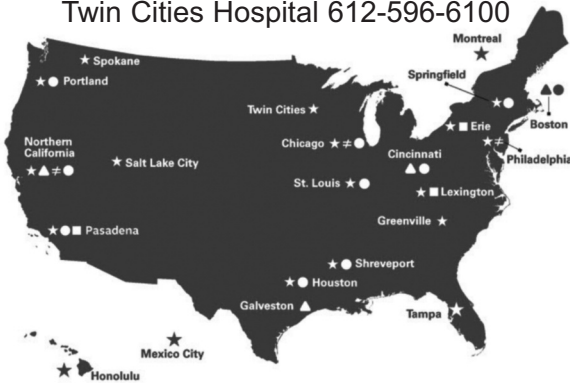 Twin Cities Hospital 612-596-6100
Montreal
Spokane
Springfield
Portland
Twin Cities
Boston
Erie
Northern
California
Chicago
Cincinnati
Philadelphia
Salt Lake City
St. Louis
Lexington
Greenville
Pasadena
Shreveport
Houston
Galveston
Tampa
Mexico City
Honolulu